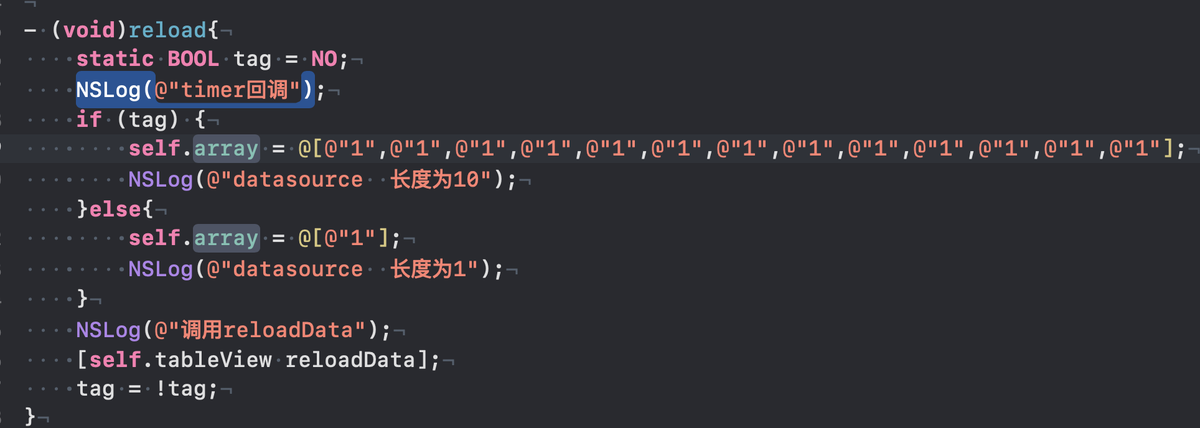 - (void)reload{
    static BOOL tag = NO;
    NSLog(@"timer回调");
    if (tag) {
        self.array = @[@"1",@"1",@"1",@"1",@"1",@"1",@"1",@"1",@"1",@"1",@"1",@"1",@"1"];
        NSLog(@"datasource  长度为10");
    }else{
        self.array = @[@"1"];
        NSLog(@"datasource  长度为1");
    }
    NSLog(@"调用reloadData");
    [self.tableView reloadData];
    tag = !tag;
}